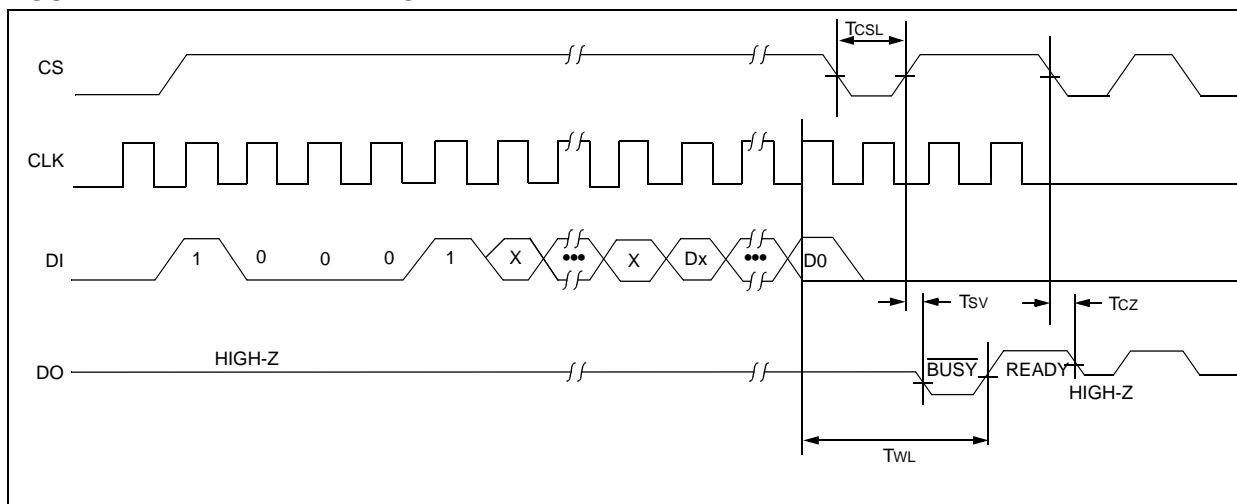 TCSL
CS
CLK
DI
1 0 0 0 1 X ••• X Dx ••• D0
TSV
TCZ
HIGH-Z
DO
BUSY
READY
HIGH-Z
TWL